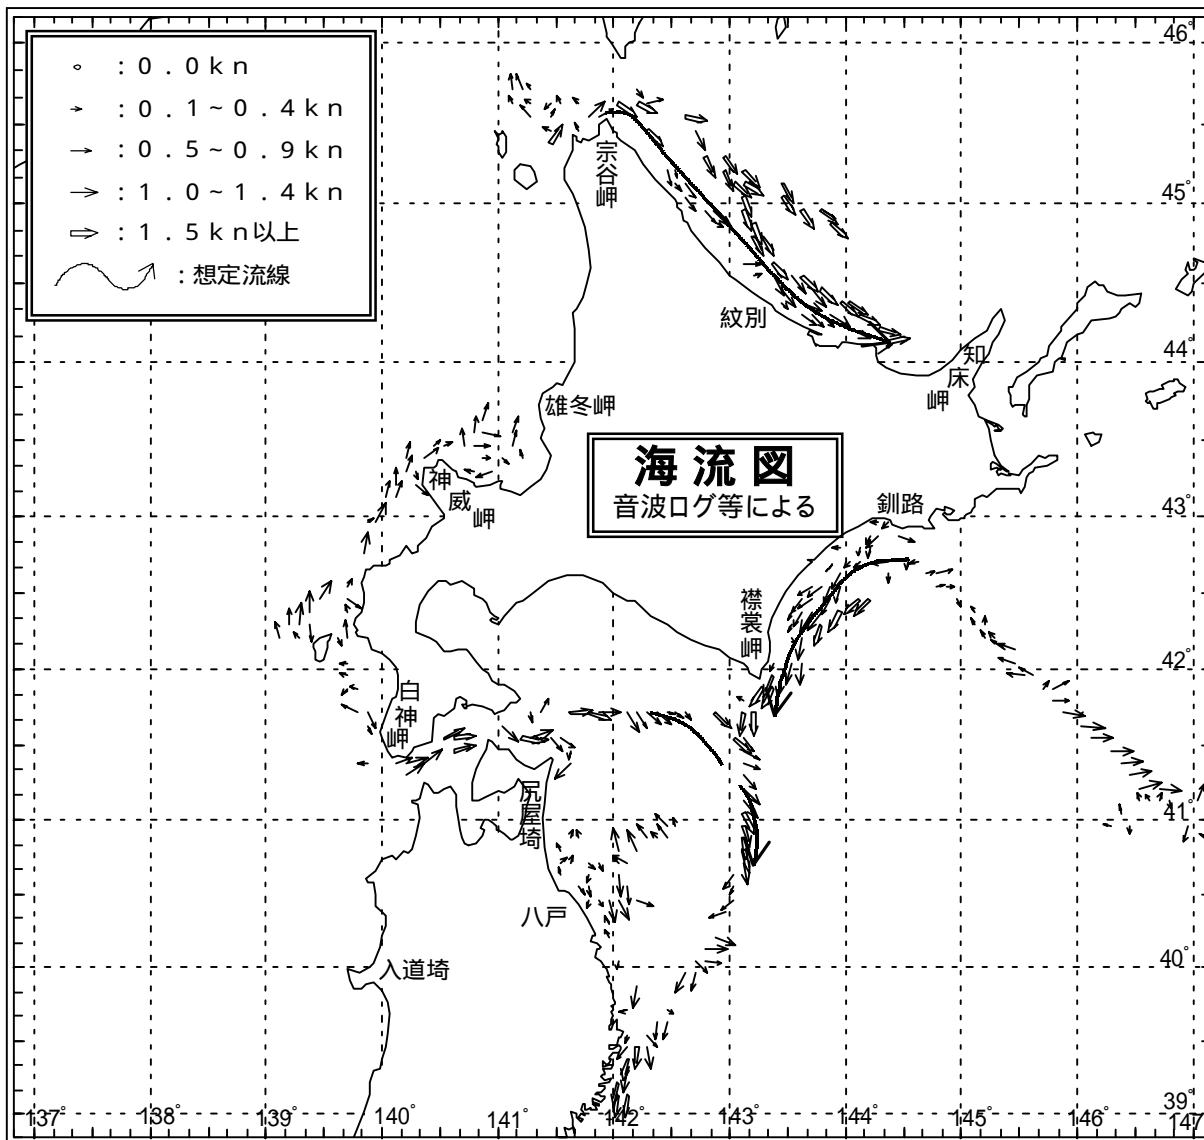 ：０．０ｋｎ
：０．１～０．４ｋｎ
：０．５～０．９ｋｎ
：１．０～１．４ｋｎ
：１．５ｋｎ以上
：想定流線
46°
宗谷岬
45°
紋別
44°
知床岬
雄冬岬
海流図
音波ログ等による
神威岬
釧路
43°
襟裳岬
42°
白神岬
尻屋埼
41°
八戸
入道埼
40°
39°
137°
138°
139°
140°
141°
142°
143°
144°
145°
146°
147°